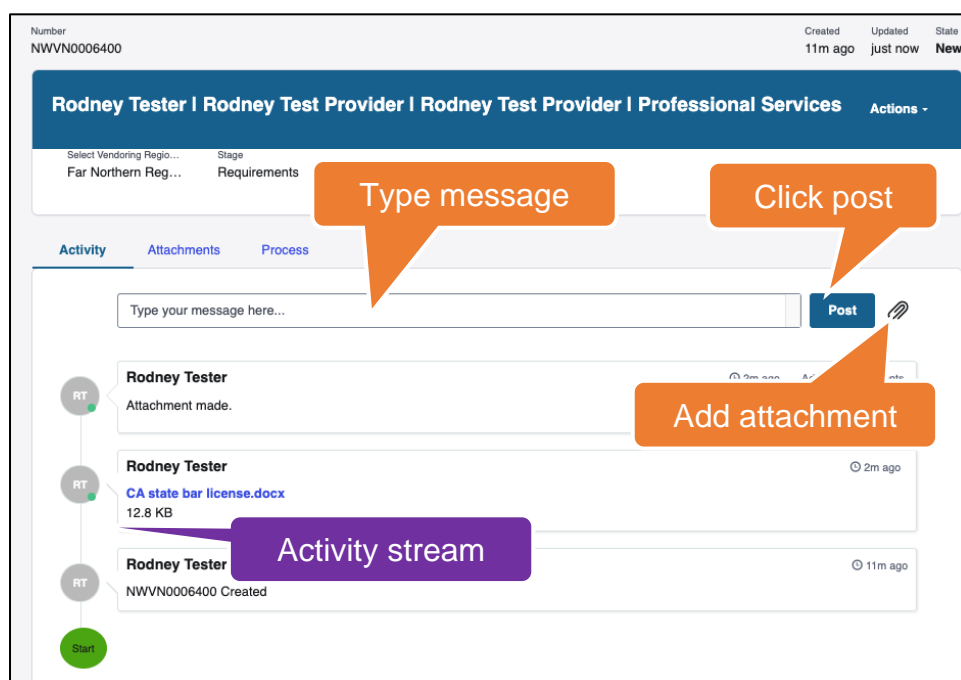 Number
NWVN0006400
Created Updated State
11m ago just now New
Rodney Tester | Rodney Test Provider | Rodney Test Provider | Professional Services Actions
Select Vendoring Regio... Stage
Far Northern Reg... Requirements
Type message
Click post
Activity Attachments Process
Type your message here... Post
Rodney Tester 2m ago
RT
Attachment made.
Add attachment
Rodney Tester 2m ago
RT
CA state bar license.docx
12.8 KB
Activity stream
Rodney Tester 11m ago
RT
NWVN0006400 Created
Start